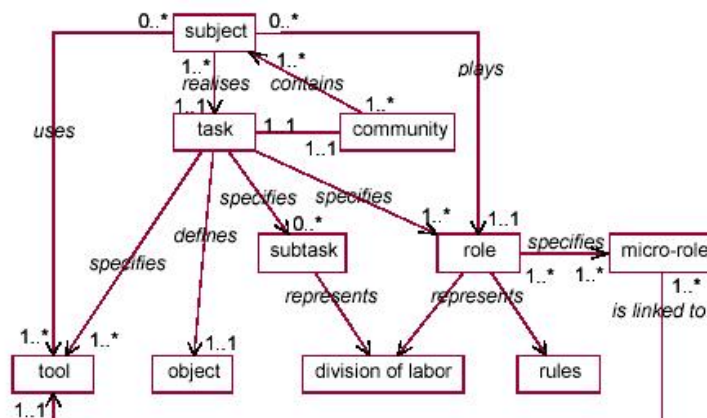 0..* subject 0..*
1..* 1..*
realises contains plays
1..1 1..*
task 1..1 community
1..1
uses
specifies specifies
0..* 1..* 1..1
defines subtask role specifies micro-role
1..* 1..* 1..*
specifies represents represents is linked to
1..* 1..* 1..1
tool object division of labor rules
1..1